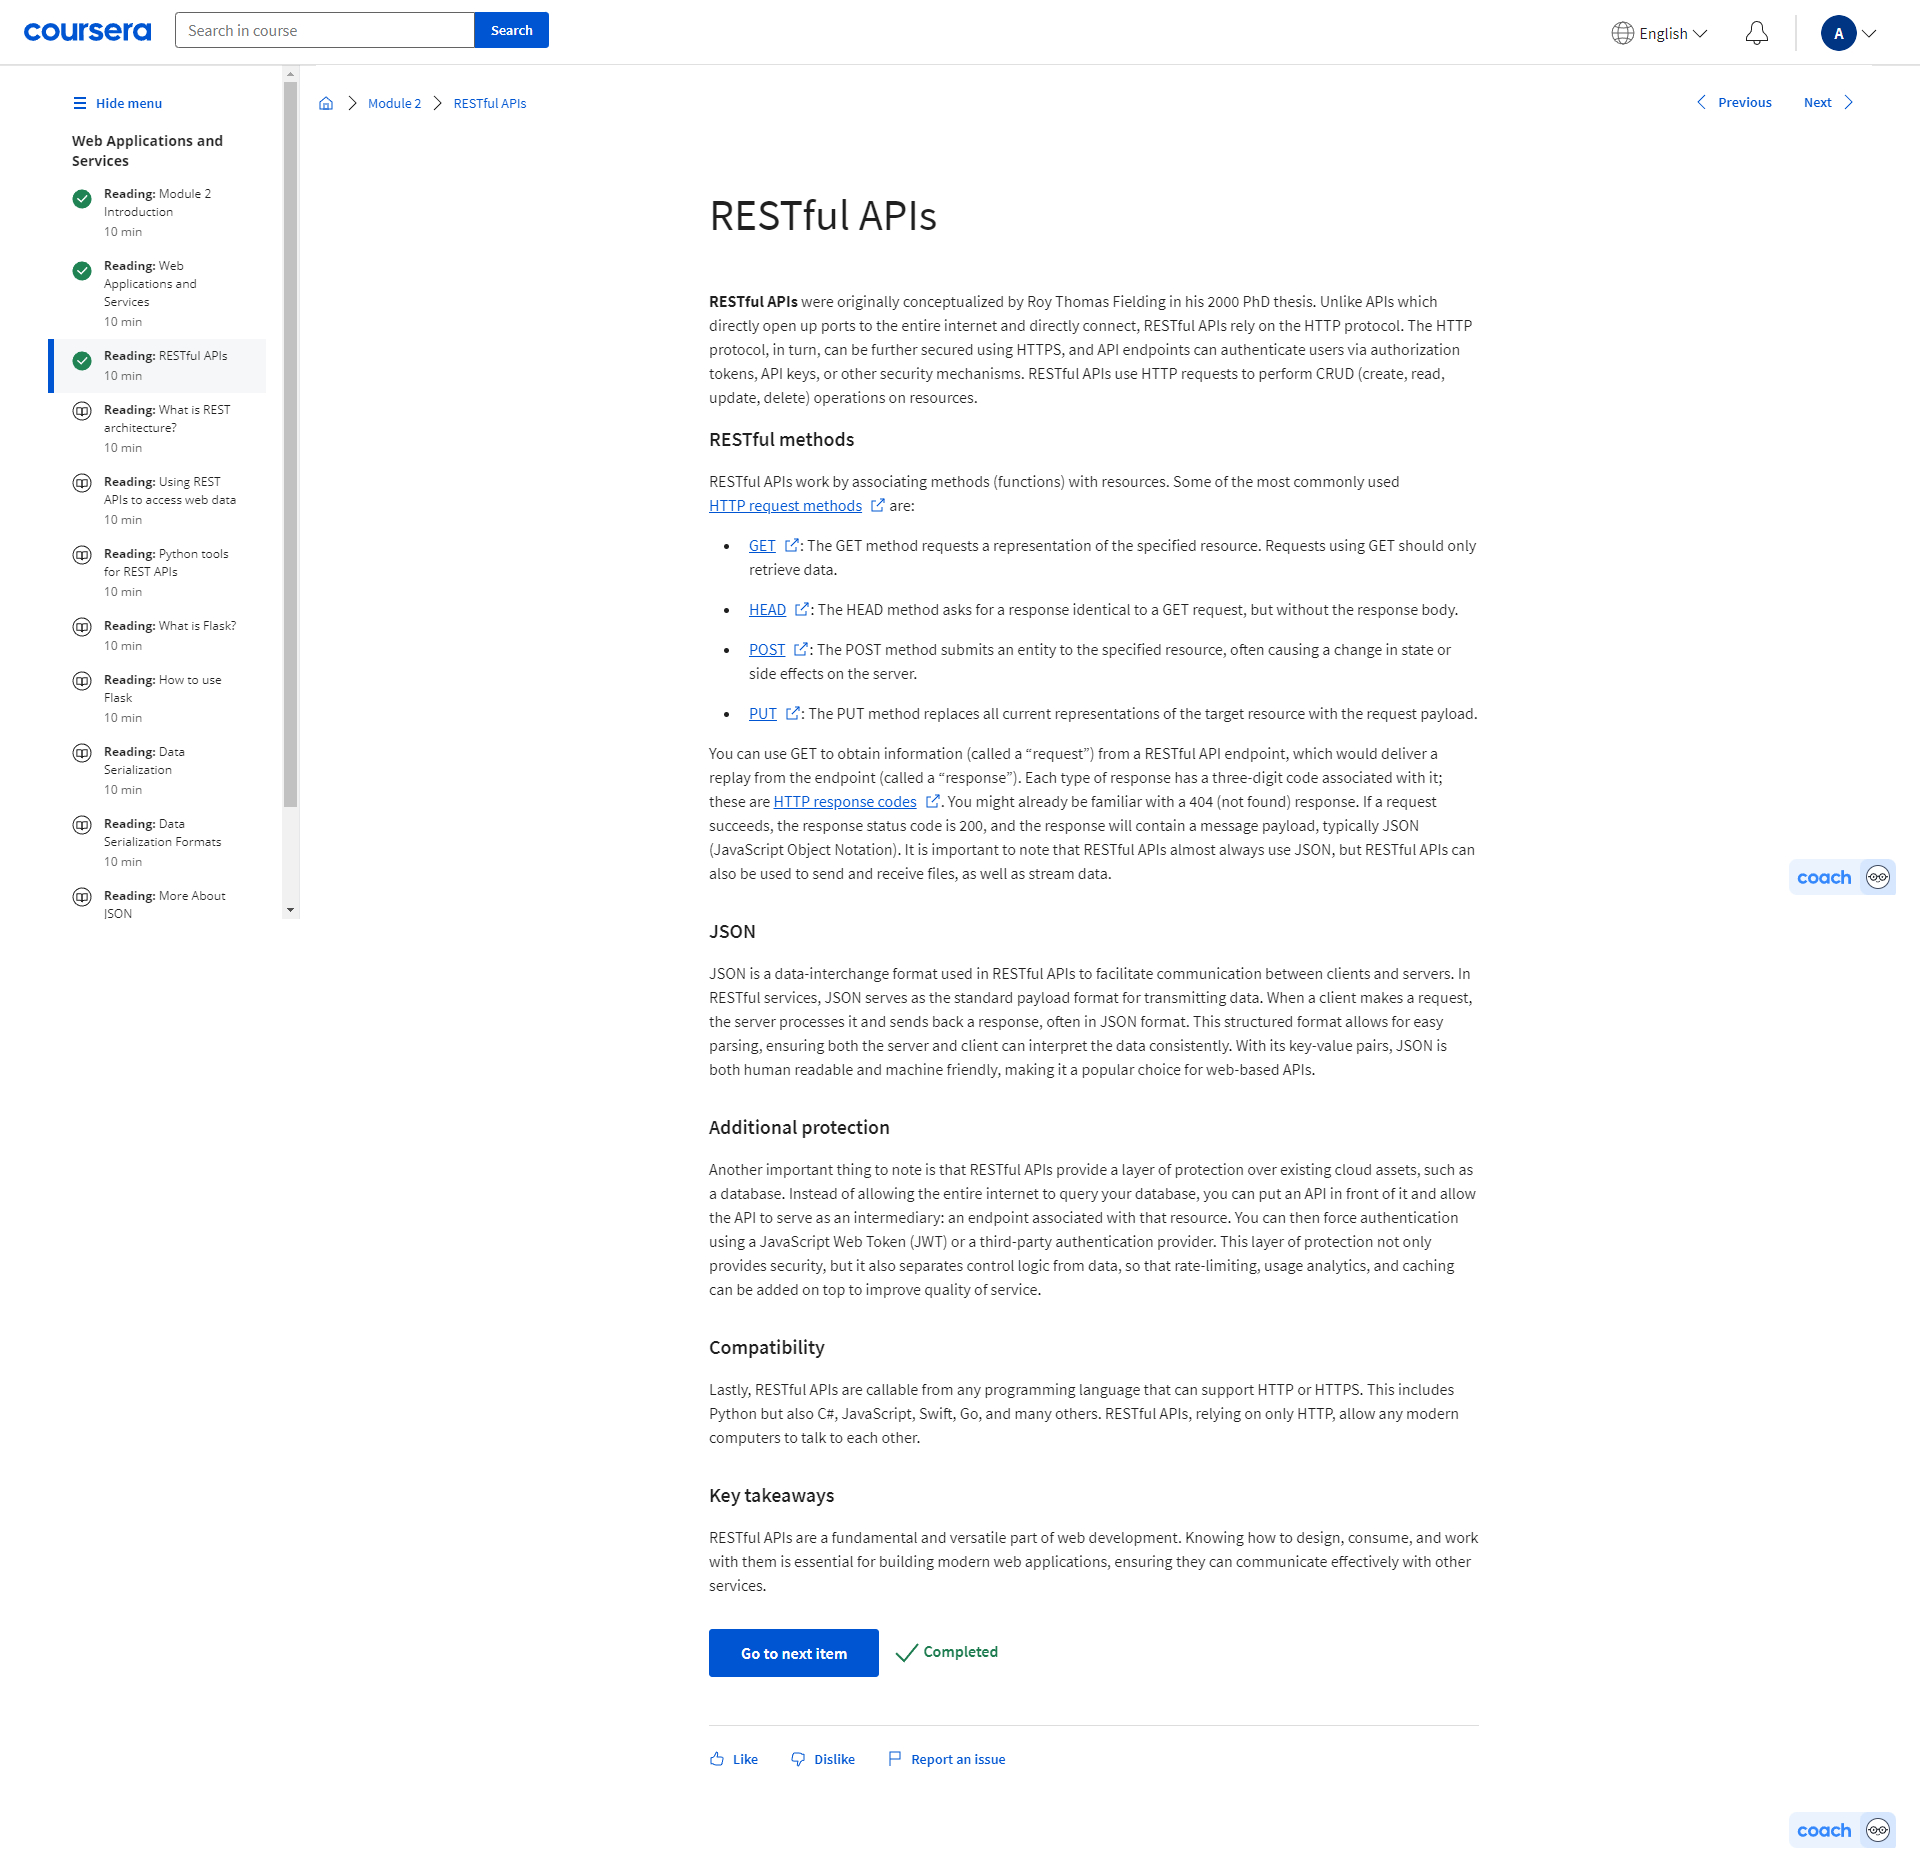 coursera
Search in course
Search
English
A
Hide menu
Web Applications and
Services
Reading: Module 2
Introduction
10 min
Reading: Web
Applications and
Services
10 min
Reading: RESTful APIs
10 min
Reading: What is REST
architecture?
10 min
Reading: Using REST
APIs to access web data
10 min
Reading: Python tools
for REST APIs
10 min
Reading: What is Flask?
10 min
Reading: How to use
Flask
10 min
Reading: Data
Serialization
10 min
Reading: Data
Serialization Formats
10 min
Reading: More About
JSON
Module 2
RESTful APIs
Previous
Next
RESTful APIs
RESTful APIs were originally conceptualized by Roy Thomas Fielding in his 2000 PhD thesis. Unlike APIs which
directly open up ports to the entire internet and directly connect, RESTful APIs rely on the HTTP protocol. The HTTP
protocol, in turn, can be further secured using HTTPS, and API endpoints can authenticate users via authorization
tokens, API keys, or other security mechanisms. RESTful APIs use HTTP requests to perform CRUD (create, read,
update, delete) operations on resources.
RESTful methods
RESTful APIs work by associating methods (functions) with resources. Some of the most commonly used
HTTP request methods are:
• GET : The GET method requests a representation of the specified resource. Requests using GET should only
retrieve data.
• HEAD : The HEAD method asks for a response identical to a GET request, but without the response body.
• POST : The POST method submits an entity to the specified resource, often causing a change in state or
side effects on the server.
• PUT : The PUT method replaces all current representations of the target resource with the request payload.
You can use GET to obtain information (called a “request”) from a RESTful API endpoint, which would deliver a
replay from the endpoint (called a “response”). Each type of response has a three-digit code associated with it;
these are HTTP response codes . You might already be familiar with a 404 (not found) response. If a request
succeeds, the response status code is 200, and the response will contain a message payload, typically JSON
(JavaScript Object Notation). It is important to note that RESTful APIs almost always use JSON, but RESTful APIs can
also be used to send and receive files, as well as stream data.
coach
JSON
JSON is a data-interchange format used in RESTful APIs to facilitate communication between clients and servers. In
RESTful services, JSON serves as the standard payload format for transmitting data. When a client makes a request,
the server processes it and sends back a response, often in JSON format. This structured format allows for easy
parsing, ensuring both the server and client can interpret the data consistently. With its key-value pairs, JSON is
both human readable and machine friendly, making it a popular choice for web-based APIs.
Additional protection
Another important thing to note is that RESTful APIs provide a layer of protection over existing cloud assets, such as
a database. Instead of allowing the entire internet to query your database, you can put an API in front of it and allow
the API to serve as an intermediary: an endpoint associated with that resource. You can then force authentication
using a JavaScript Web Token (JWT) or a third-party authentication provider. This layer of protection not only
provides security, but it also separates control logic from data, so that rate-limiting, usage analytics, and caching
can be added on top to improve quality of service.
Compatibility
Lastly, RESTful APIs are callable from any programming language that can support HTTP or HTTPS. This includes
Python but also C#, JavaScript, Swift, Go, and many others. RESTful APIs, relying on only HTTP, allow any modern
computers to talk to each other.
Key takeaways
RESTful APIs are a fundamental and versatile part of web development. Knowing how to design, consume, and work
with them is essential for building modern web applications, ensuring they can communicate effectively with other
services.
Go to next item
Completed
Like
Dislike
Report an issue
coach